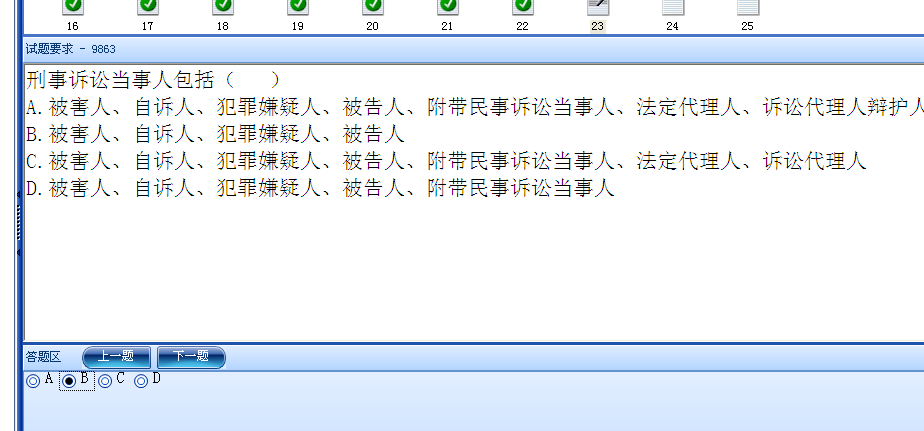 16 17 18 19 20 21 22 23 24 25
试题要求 - 9863
刑事诉讼当事人包括（ ）
A.被害人、自诉人、犯罪嫌疑人、被告人、附带民事诉讼当事人、法定代理人、诉讼代理人辩护人
B.被害人、自诉人、犯罪嫌疑人、被告人
C.被害人、自诉人、犯罪嫌疑人、被告人、附带民事诉讼当事人、法定代理人、诉讼代理人
D.被害人、自诉人、犯罪嫌疑人、被告人、附带民事诉讼当事人
答题区 上一题 下一题
A B C D